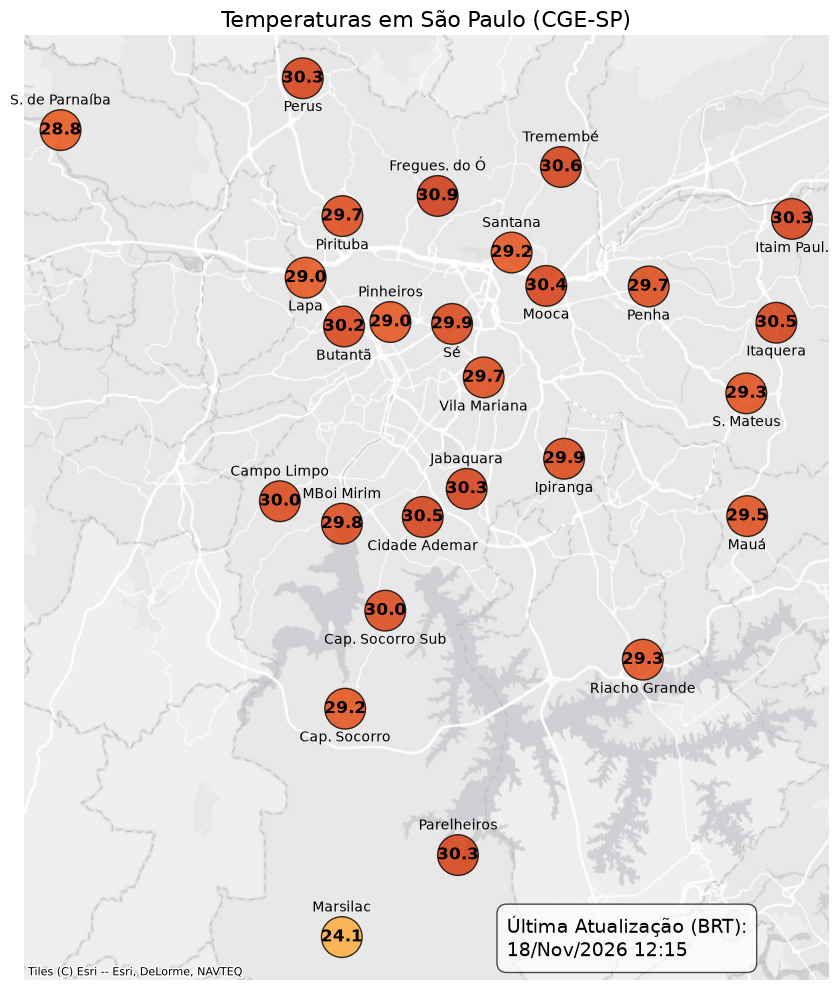 Temperaturas em São Paulo (CGE-SP)
30.3
Perus
S. de Parnaíba
28.8
Tremembé
30.6
Fregues. do Ó
30.9
29.7
Pirituba
30.3
Itaim Paul.
Santana
29.2
29.0
Lapa
30.4
Mooca
29.7
Penha
Pinheiros
29.0
30.2
Butantã
29.9
Sé
30.5
Itaquera
29.7
Vila Mariana
29.3
S. Mateus
29.9
Ipiranga
Jabaquara
30.3
Campo Limpo
30.0
MBoi Mirim
29.8
30.5
Cidade Ademar
29.5
Mauá
30.0
Cap. Socorro Sub
29.3
Riacho Grande
29.2
Cap. Socorro
Parelheiros
30.3
Marsilac
24.1
Última Atualização (BRT):
18/Nov/2026 12:15
Tiles (C) Esri -- Esri, DeLorme, NAVTEQ